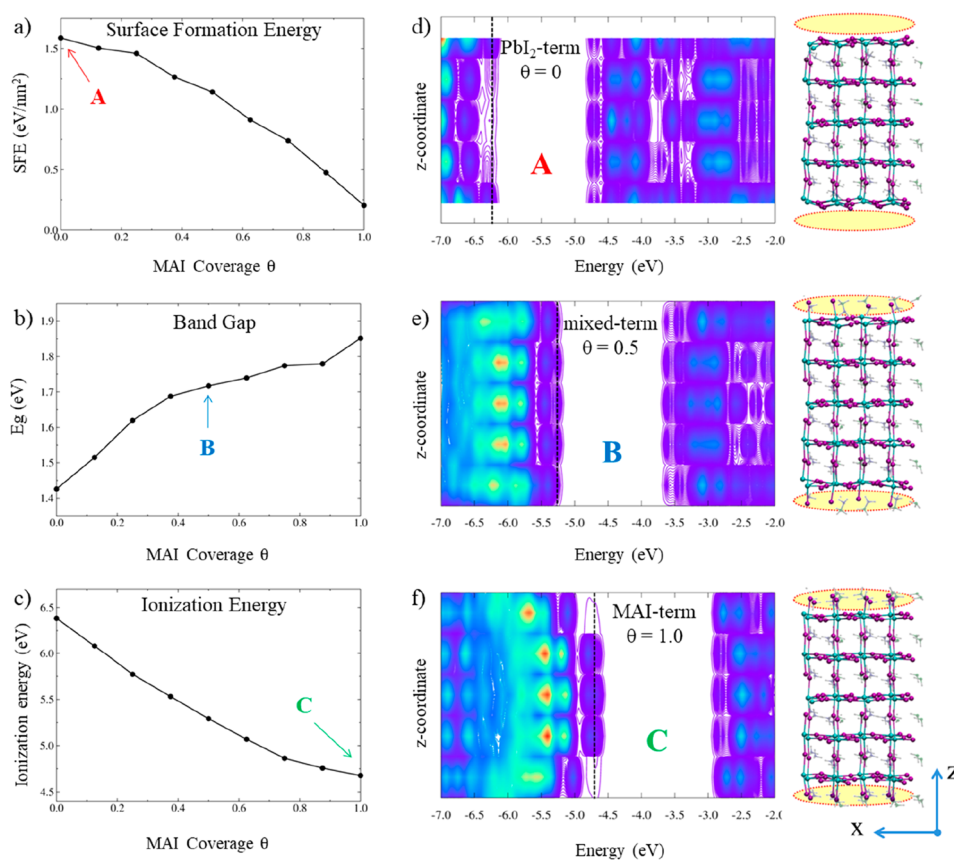 a)
Surface Formation Energy
SFE (eV/nm²)
1.5
1.0
0.5
0.0
A
0.0 0.2 0.4 0.6 0.8 1.0
MAI Coverage θ
d)
PbI₂-term
θ = 0
A
z-coordinate
-7.0 -6.5 -6.0 -5.5 -5.0 -4.5 -4.0 -3.5 -3.0 -2.5 -2.0
Energy (eV)
b)
Band Gap
Eg (eV)
1.9
1.8
1.7
1.6
1.5
1.4
B
0.0 0.2 0.4 0.6 0.8 1.0
MAI Coverage θ
e)
mixed-term
θ = 0.5
B
z-coordinate
-7.0 -6.5 -6.0 -5.5 -5.0 -4.5 -4.0 -3.5 -3.0 -2.5 -2.0
Energy (eV)
c)
Ionization Energy
Ionization energy (eV)
6.5
6.0
5.5
5.0
4.5
C
0.0 0.2 0.4 0.6 0.8 1.0
MAI Coverage θ
f)
MAI-term
θ = 1.0
C
z-coordinate
-7.0 -6.5 -6.0 -5.5 -5.0 -4.5 -4.0 -3.5 -3.0 -2.5 -2.0
Energy (eV)
Z
X